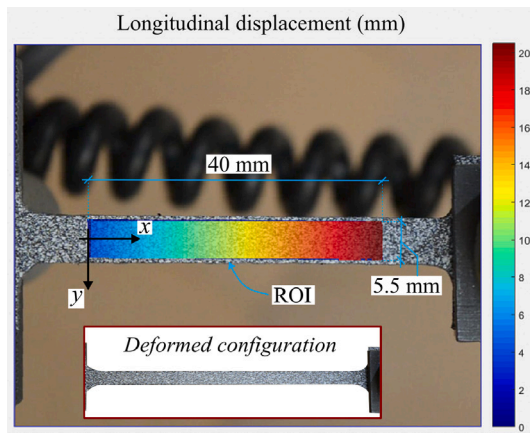 Longitudinal displacement (mm)
40 mm
x
y
ROI
5.5 mm
Deformed configuration
20
18
16
14
12
10
8
6
4
2
0